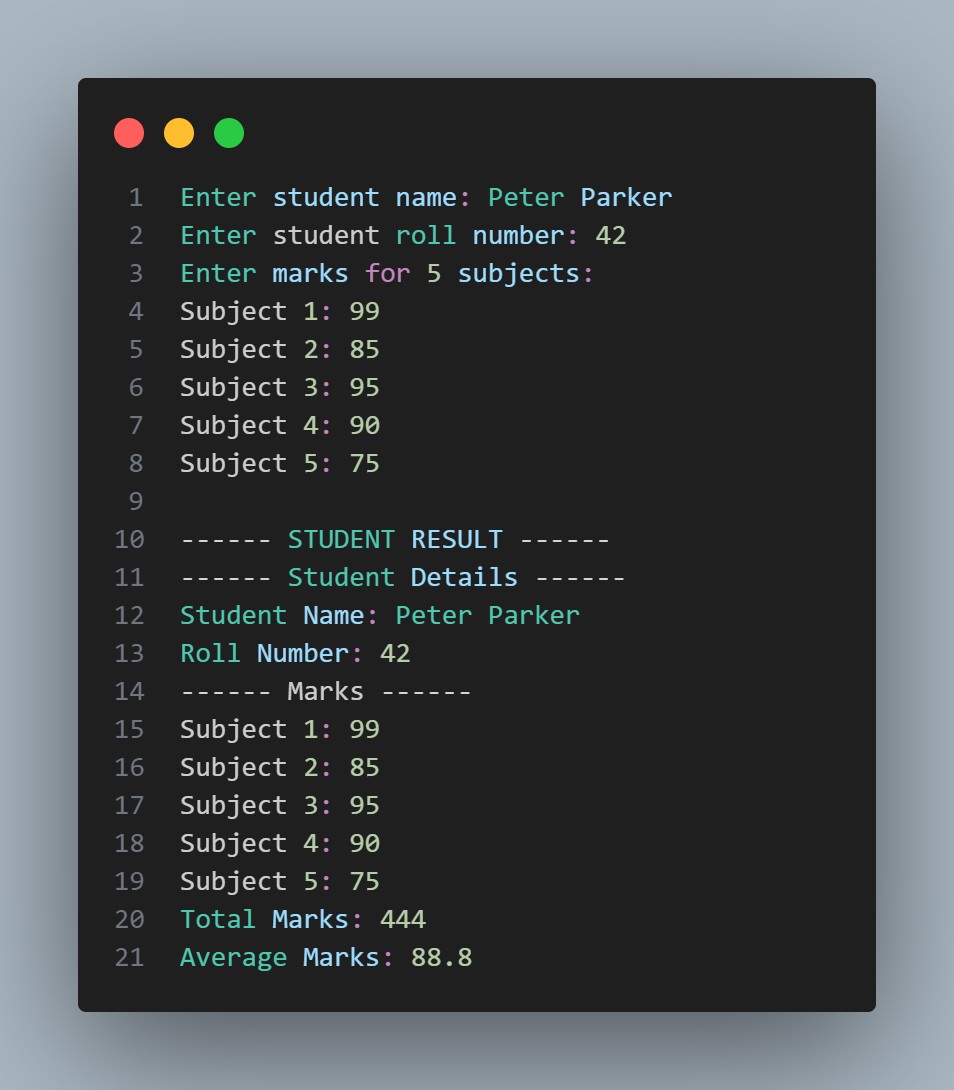 1 Enter student name: Peter Parker
2 Enter student roll number: 42
3 Enter marks for 5 subjects:
4 Subject 1: 99
5 Subject 2: 85
6 Subject 3: 95
7 Subject 4: 90
8 Subject 5: 75
9
10 ------ STUDENT RESULT ------
11 ------ Student Details ------
12 Student Name: Peter Parker
13 Roll Number: 42
14 ------ Marks ------
15 Subject 1: 99
16 Subject 2: 85
17 Subject 3: 95
18 Subject 4: 90
19 Subject 5: 75
20 Total Marks: 444
21 Average Marks: 88.8